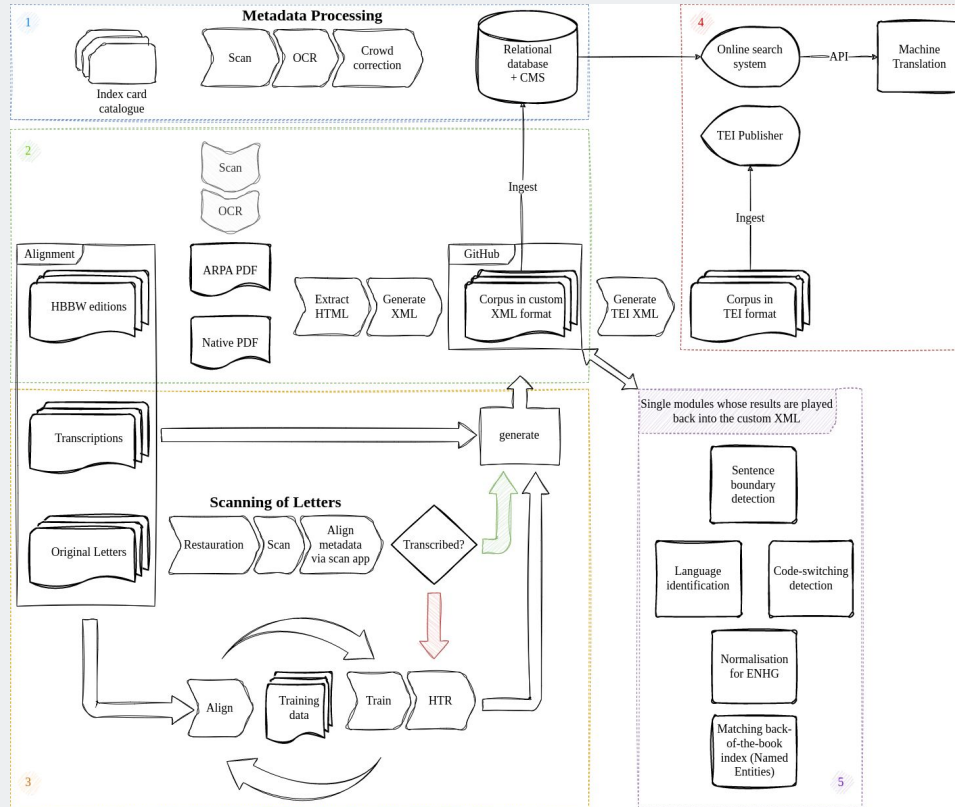 1
Metadata Processing
Index card
catalogue
Scan
OCR
Crowd
correction
Relational
database
+ CMS
4
Online search
system
API
Machine
Translation
TEI Publisher
Ingest
Corpus in
TEI format
2
Scan
OCR
Ingest
Alignment
HBBW editions
ARPA PDF
Native PDF
Extract
HTML
Generate
XML
GitHub
Corpus in custom
XML format
Generate
TEI XML
Transcriptions
generate
Scanning of Letters
Original Letters
Restauration
Scan
Align
metadata
via scan app
Transcribed?
Align
Training
data
Train
HTR
3
Single modules whose results are played
back into the custom XML
Sentence
boundary
detection
Language
identification
Code-switching
detection
Normalisation
for ENHG
Matching back-
of-the-book
index (Named
Entities)
5